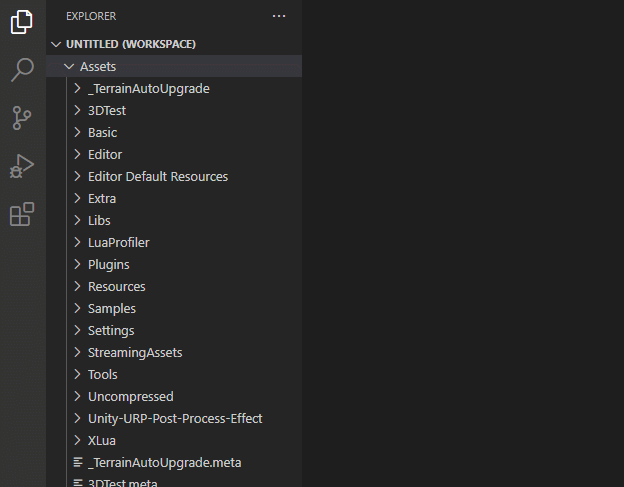 EXPLORER
UNTITLED (WORKSPACE)
Assets
_TerrainAutoUpgrade
3DTest
Basic
Editor
Editor Default Resources
Extra
Libs
LuaProfiler
Plugins
Resources
Samples
Settings
StreamingAssets
Tools
Uncompressed
Unity-URP-Post-Process-Effect
XLua
_TerrainAutoUpgrade.meta
3DTest.meta